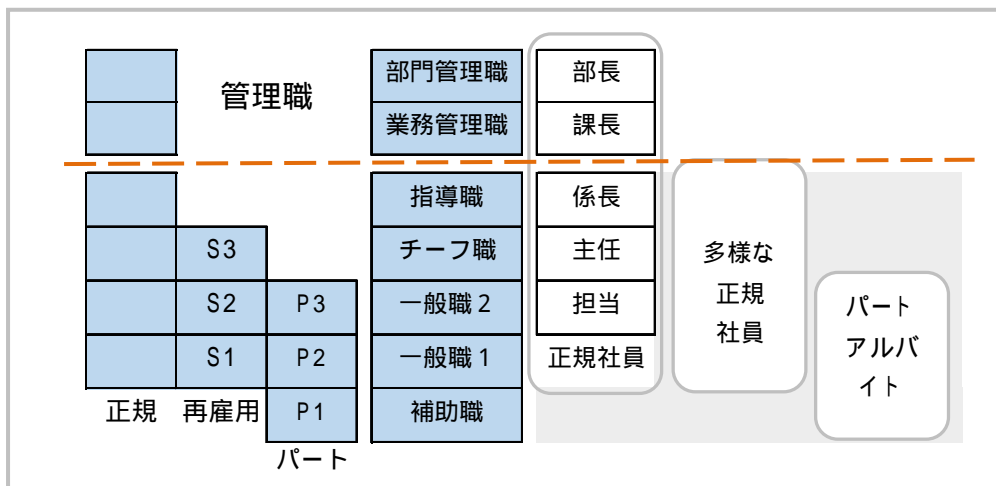 管理職
部門管理職
部長
業務管理職
課長
指導職
係長
S3
チーフ職
主任
S2
P3
一般職2
担当
S1
P2
一般職1
正規社員
多様な
正規
社員
パート
アルバ
イト
正規
再雇用
P1
補助職
パート